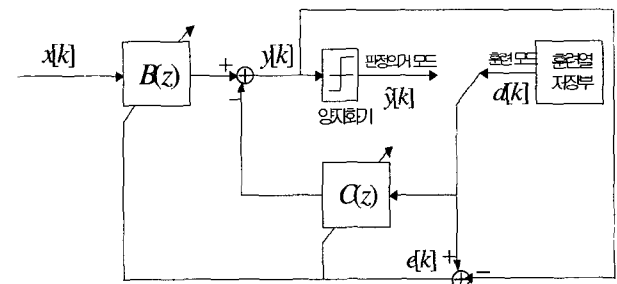 x[k]
B(z)
+
−
y[k]
양자화기
판정의거 모드
ŷ[k]
훈련 모드
d[k]
훈련열
저장부
C(z)
e[k]
+
−